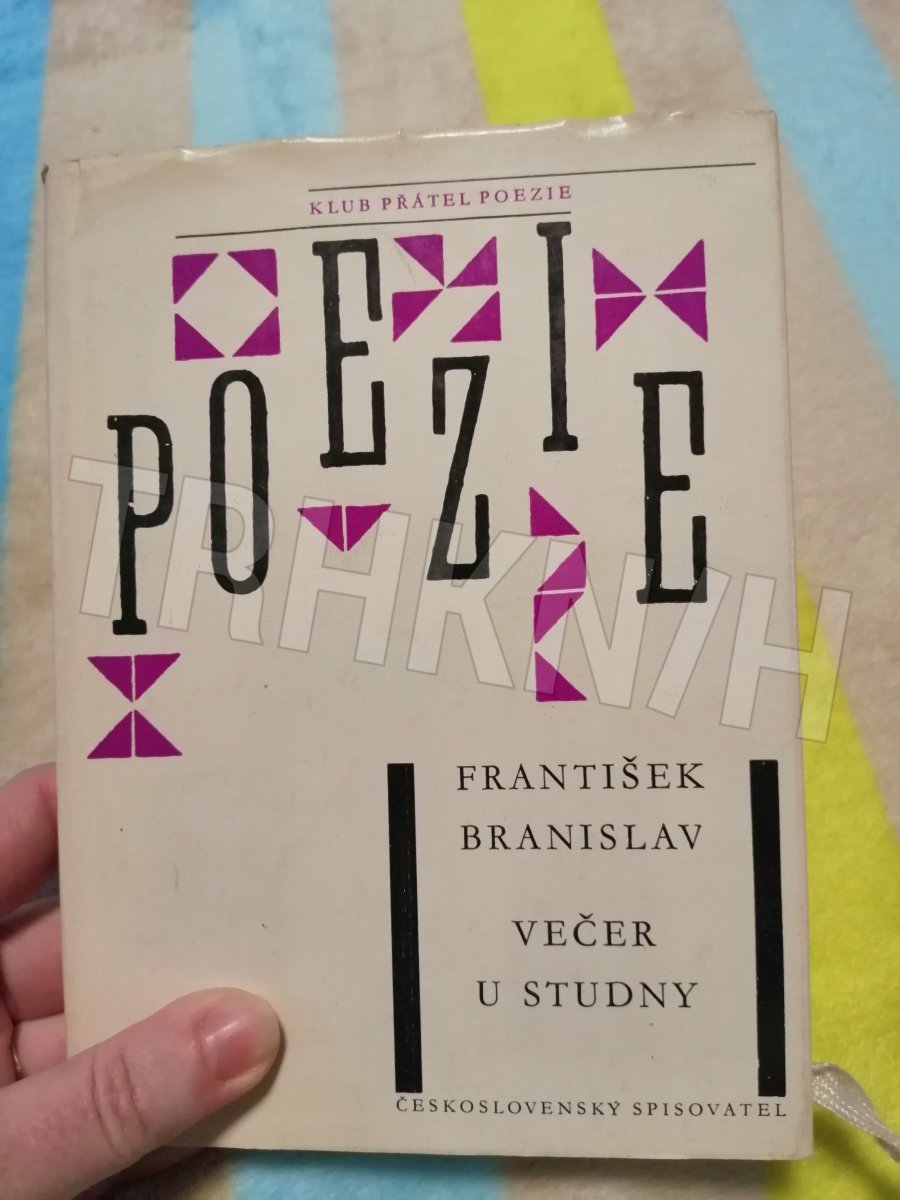 KLUB PŘÁTEL POEZIE
POEZIE
FRANTIŠEK
BRANISLAV
VEČER
U STUDNY
ČESKOSLOVENSKÝ SPISOVATEL
TRHKNIH